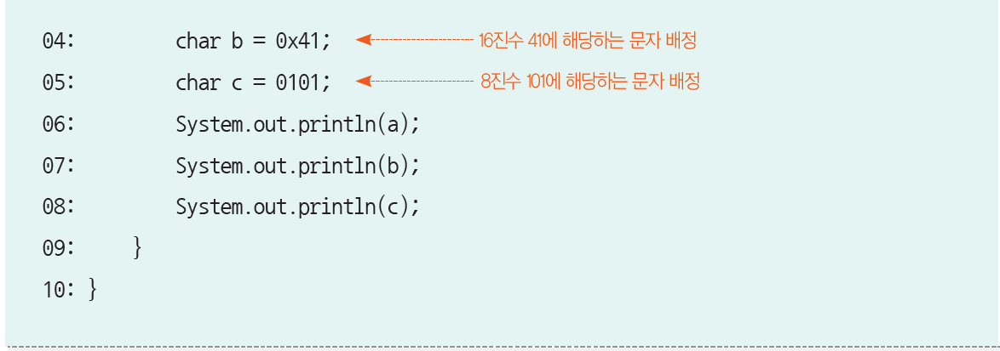 04: char b = 0x41; 16진수 41에 해당하는 문자 배정
05: char c = 0101; 8진수 101에 해당하는 문자 배정
06: System.out.println(a);
07: System.out.println(b);
08: System.out.println(c);
09: }
10: }